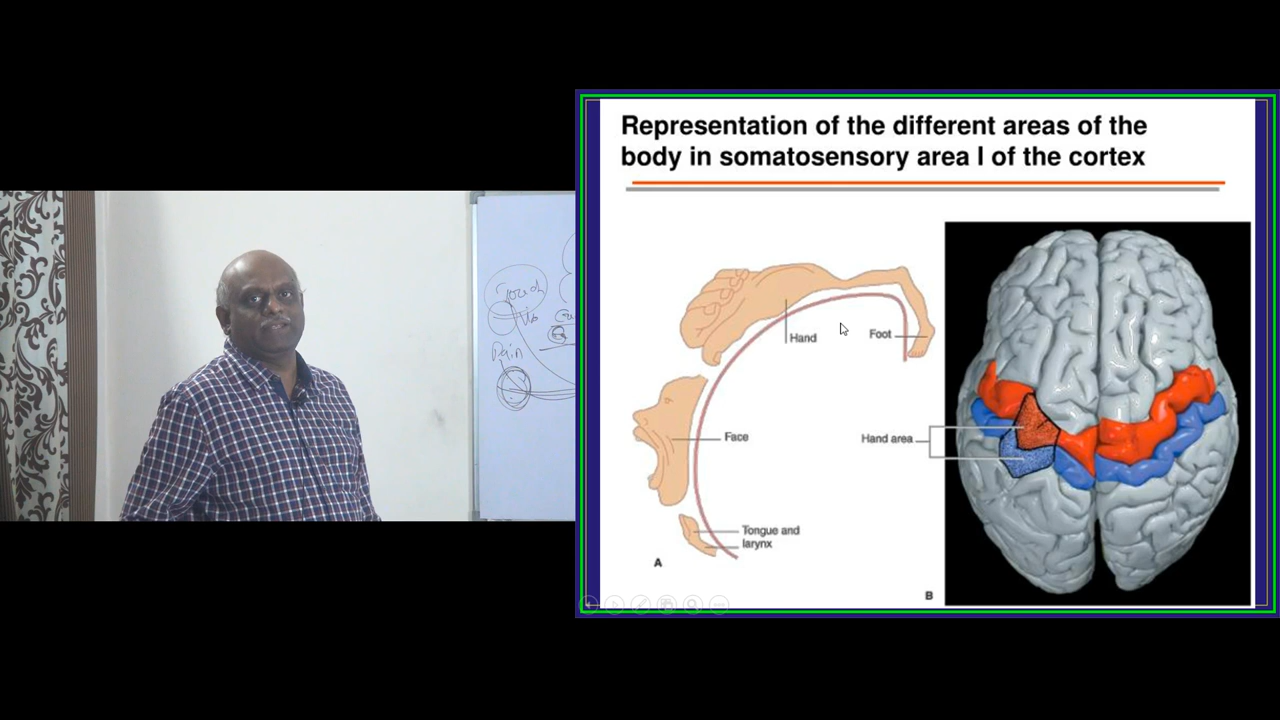 Representation of the different areas of the
body in somatosensory area I of the cortex
Hand
Foot
Face
Hand area
Tongue and
larynx
A
B
Pain